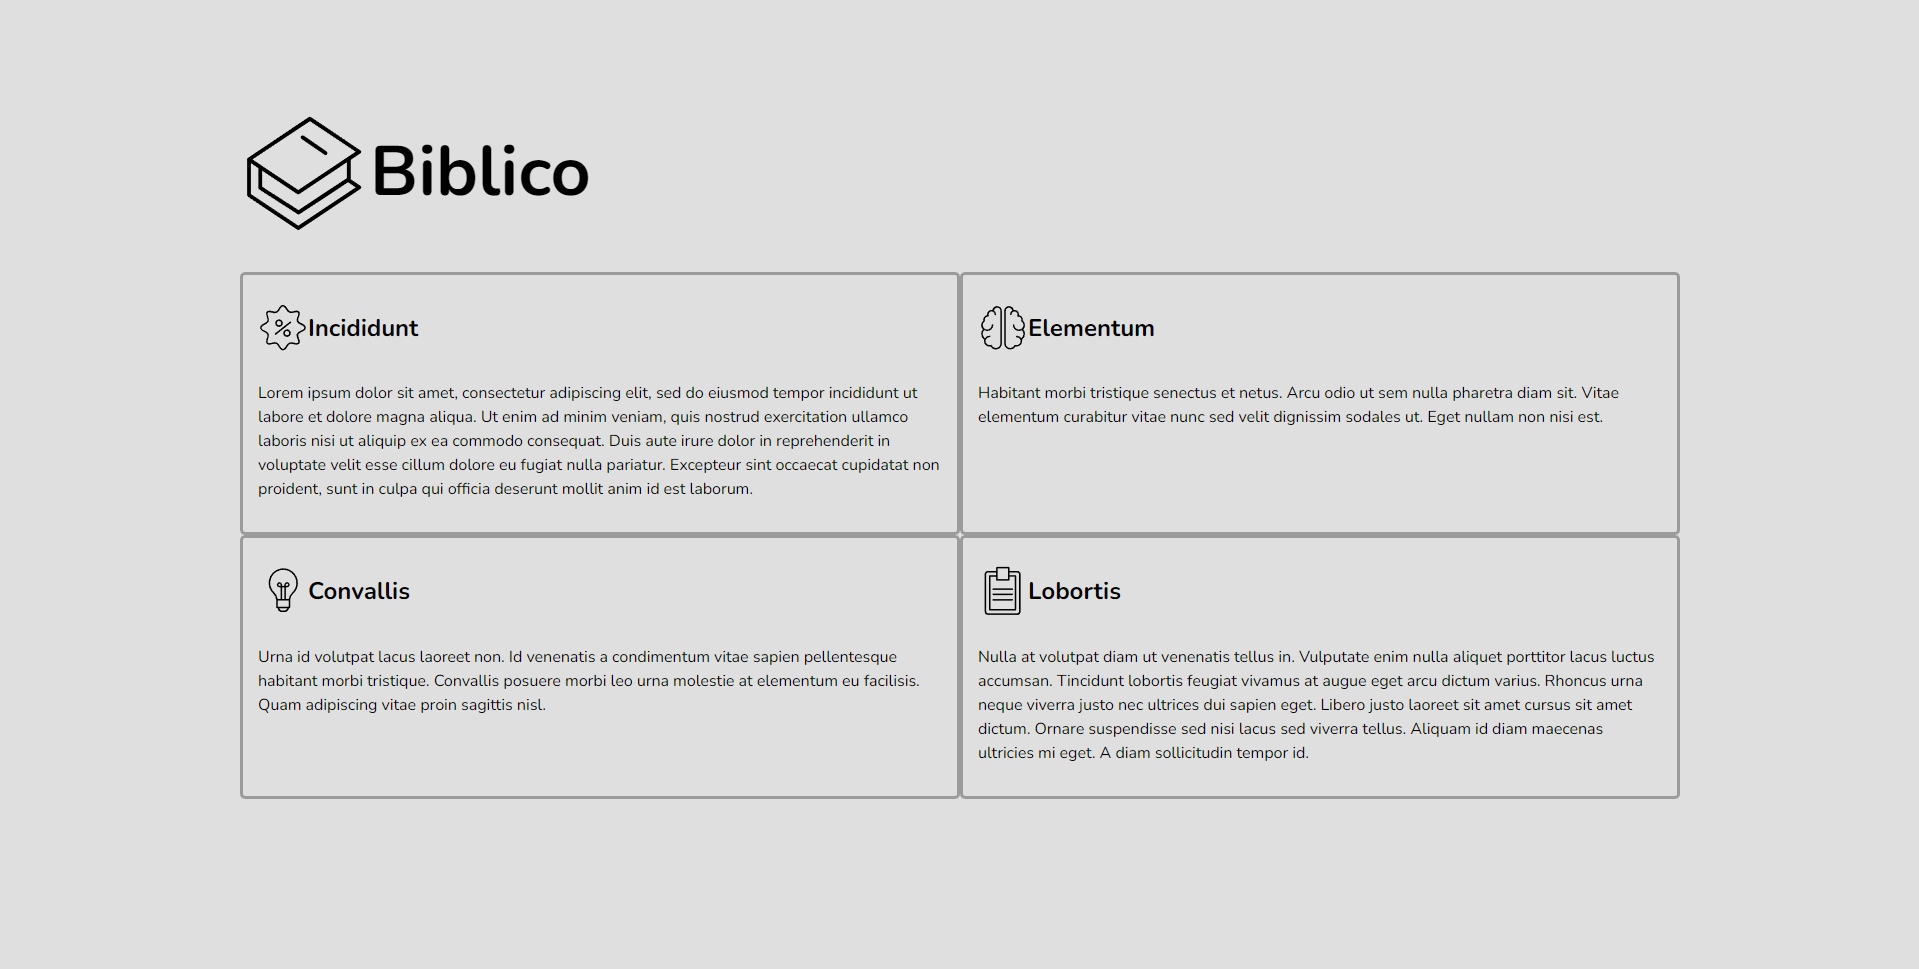 Biblico
Incididunt
Lorem ipsum dolor sit amet, consectetur adipiscing elit, sed do eiusmod tempor incididunt ut
labore et dolore magna aliqua. Ut enim ad minim veniam, quis nostrud exercitation ullamco
laboris nisi ut aliquip ex ea commodo consequat. Duis aute irure dolor in reprehenderit in
voluptate velit esse cillum dolore eu fugiat nulla pariatur. Excepteur sint occaecat cupidatat non
proident, sunt in culpa qui officia deserunt mollit anim id est laborum.
Elementum
Habitant morbi tristique senectus et netus. Arcu odio ut sem nulla pharetra diam sit. Vitae
elementum curabitur vitae nunc sed velit dignissim sodales ut. Eget nullam non nisi est.
Convallis
Urna id volutpat lacus laoreet non. Id venenatis a condimentum vitae sapien pellentesque
habitant morbi tristique. Convallis posuere morbi leo urna molestie at elementum eu facilisis.
Quam adipiscing vitae proin sagittis nisl.
Lobortis
Nulla at volutpat diam ut venenatis tellus in. Vulputate enim nulla aliquet porttitor lacus luctus
accumsan. Tincidunt lobortis feugiat vivamus at augue eget arcu dictum varius. Rhoncus urna
neque viverra justo nec ultrices dui sapien eget. Libero justo laoreet sit amet cursus sit amet
dictum. Ornare suspendisse sed nisi lacus sed viverra tellus. Aliquam id diam maecenas
ultricies mi eget. A diam sollicitudin tempor id.